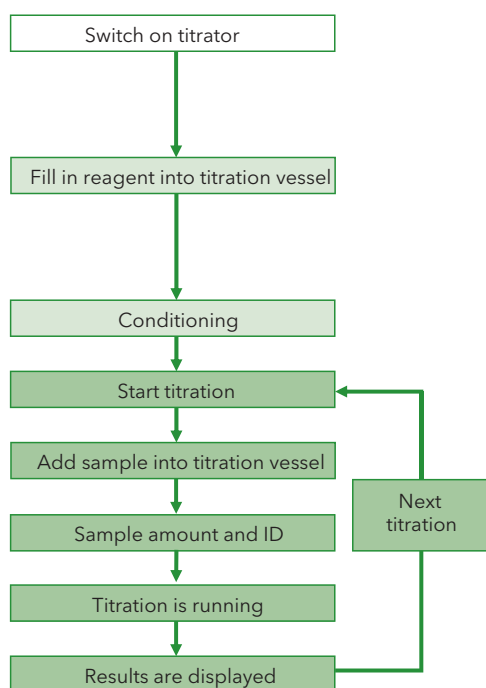 Switch on titrator
Fill in reagent into titration vessel
Conditioning
Start titration
Add sample into titration vessel
Sample amount and ID
Titration is running
Results are displayed
Next
titration